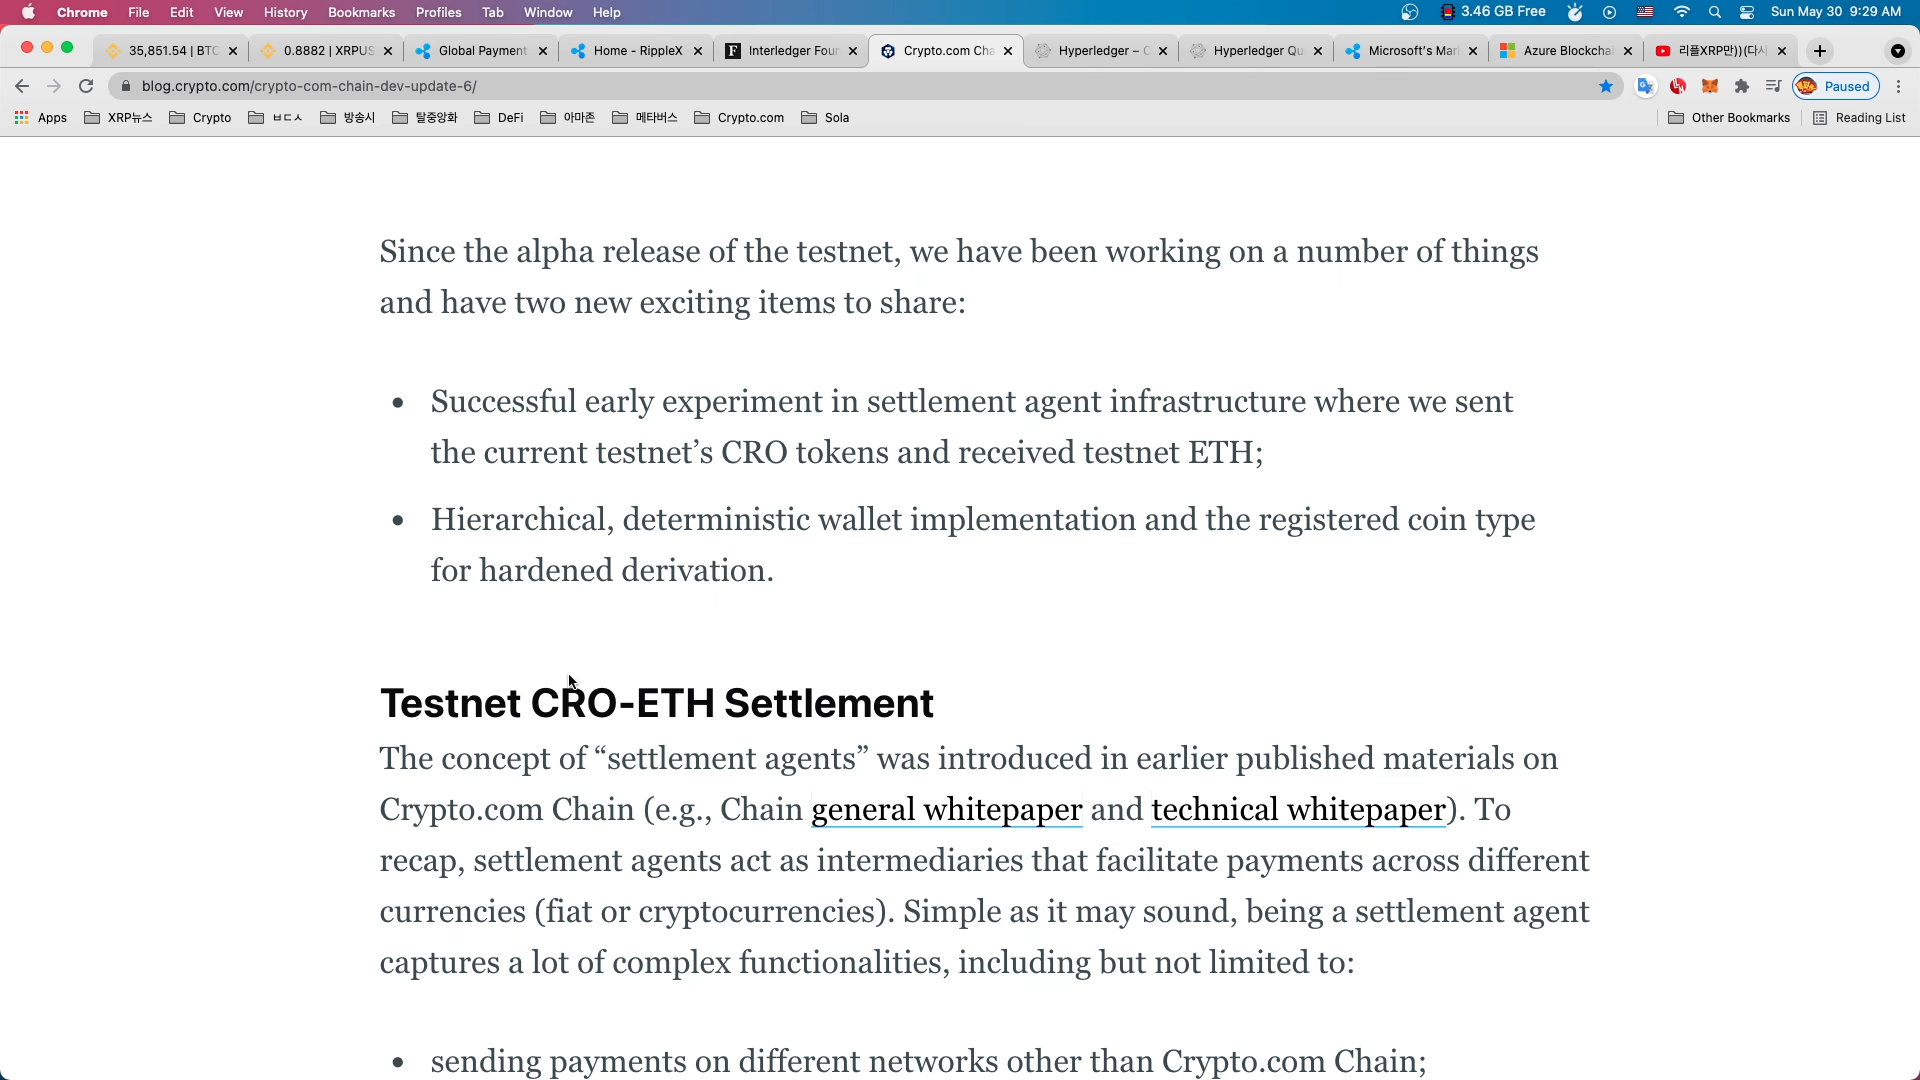 Chrome File Edit View History Bookmarks Profiles Tab Window Help 3.46 GB Free Sun May 30 9:29 AM
35,851.54 | BTC 0.8882 | XRPUS Global Payment Home - RippleX Interledger Four Crypto.com Cha Hyperledger – C Hyperledger Qu Microsoft's Mar Azure Blockcha 리플XRP만))(다시
blog.crypto.com/crypto-com-chain-dev-update-6/ Paused
Apps XRP뉴스 Crypto ㅂㄷㅅ 방송시 탈중앙화 DeFi 아마존 메타버스 Crypto.com Sola Other Bookmarks Reading List
Since the alpha release of the testnet, we have been working on a number of things
and have two new exciting items to share:
• Successful early experiment in settlement agent infrastructure where we sent
the current testnet’s CRO tokens and received testnet ETH;
• Hierarchical, deterministic wallet implementation and the registered coin type
for hardened derivation.
Testnet CRO-ETH Settlement
The concept of “settlement agents” was introduced in earlier published materials on
Crypto.com Chain (e.g., Chain general whitepaper and technical whitepaper). To
recap, settlement agents act as intermediaries that facilitate payments across different
currencies (fiat or cryptocurrencies). Simple as it may sound, being a settlement agent
captures a lot of complex functionalities, including but not limited to:
• sending payments on different networks other than Crypto.com Chain;